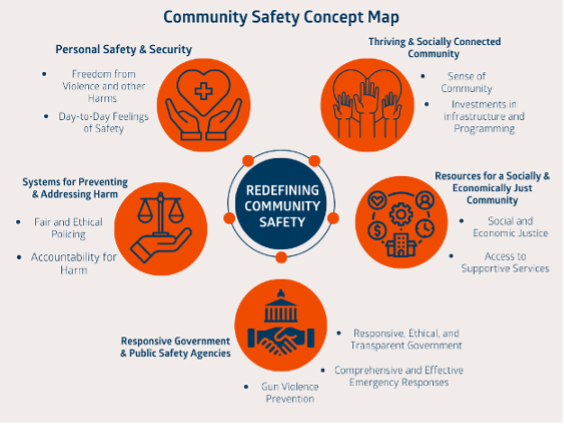 Community Safety Concept Map
Personal Safety & Security
• Freedom from
Violence and other
Harms
• Day-to-Day Feelings
of Safety
Thriving & Socially Connected
Community
• Sense of
Community
• Investments in
infrastructure and
Programming
Systems for Preventing
& Addressing Harm
• Fair and Ethical
Policing
• Accountability for
Harm
REDEFINING
COMMUNITY
SAFETY
Resources for a Socially &
Economically Just
Community
• Social and
Economic Justice
• Access to
Supportive Services
$
Responsive Government
& Public Safety Agencies
• Responsive, Ethical, and
Transparent Government
• Comprehensive and Effective
Emergency Responses
• Gun Violence
Prevention